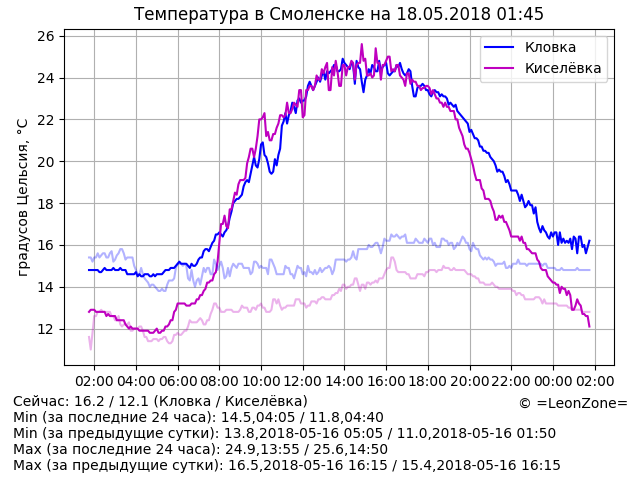 Температура в Смоленске на 18.05.2018 01:45
26
24
22
20
18
16
14
12
градусов Цельсия, °C
Кловка
Киселёвка
02:00 04:00 06:00 08:00 10:00 12:00 14:00 16:00 18:00 20:00 22:00 00:00 02:00
Сейчас: 16.2 / 12.1 (Кловка / Киселёвка)
© =LeonZone=
Min (за последние 24 часа): 14.5,04:05 / 11.8,04:40
Min (за предыдущие сутки): 13.8,2018-05-16 05:05 / 11.0,2018-05-16 01:50
Max (за последние 24 часа): 24.9,13:55 / 25.6,14:50
Max (за предыдущие сутки): 16.5,2018-05-16 16:15 / 15.4,2018-05-16 16:15